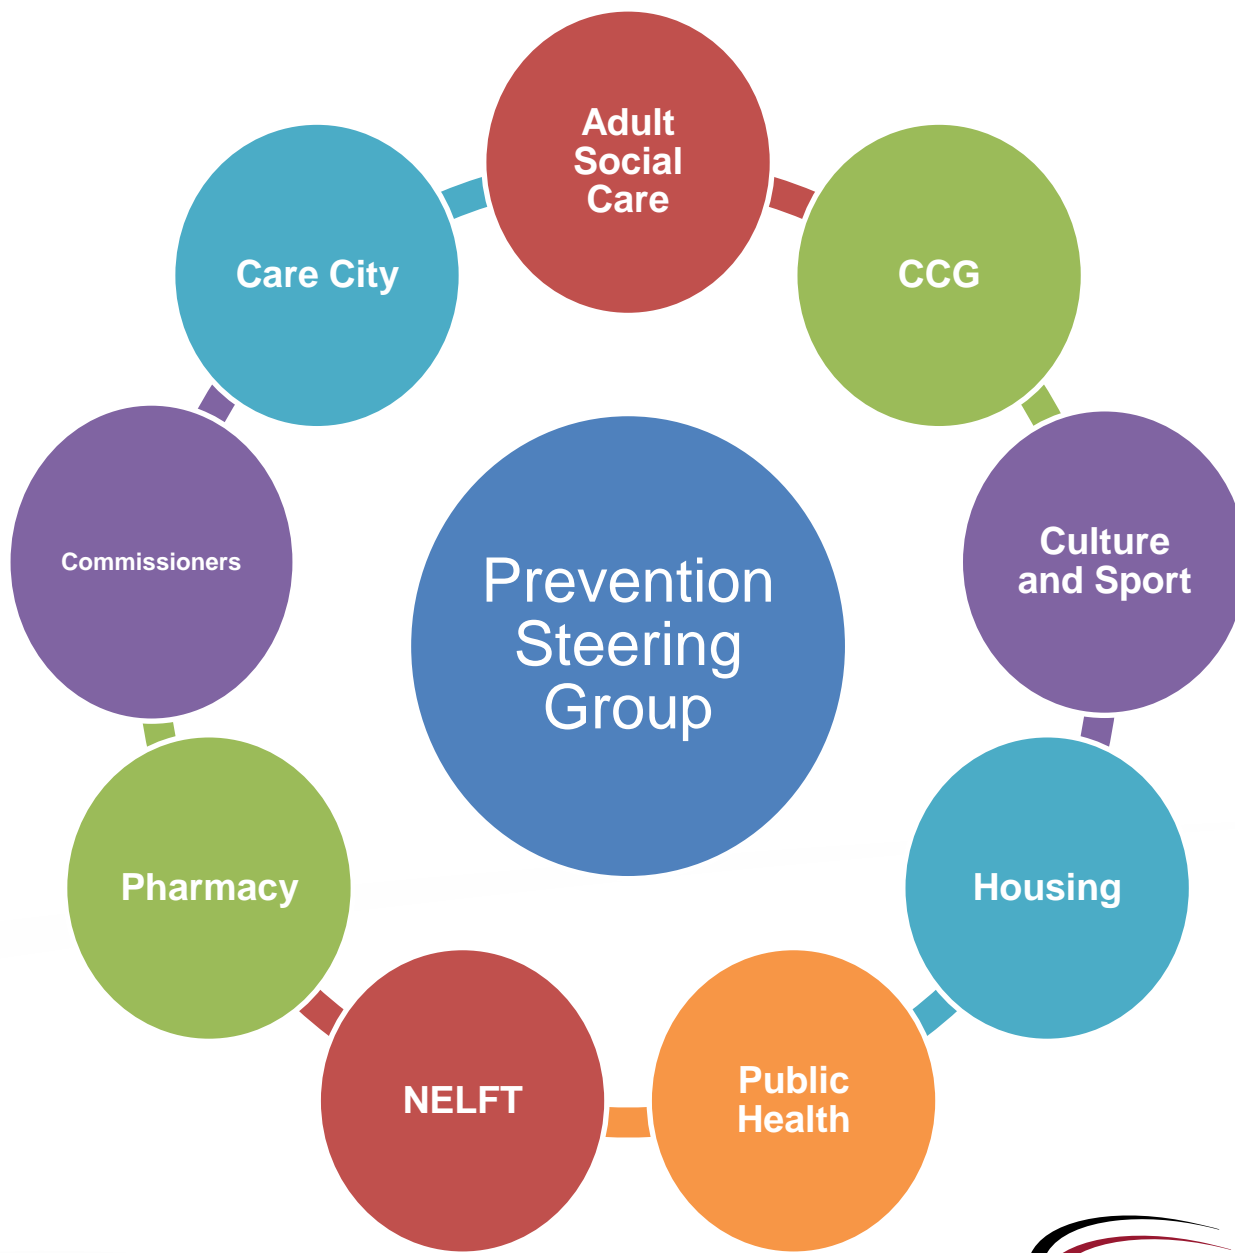 Adult
Social
Care
Care City
CCG
Commissioners
Culture
and Sport
Prevention
Steering
Group
Pharmacy
Housing
NELFT
Public
Health